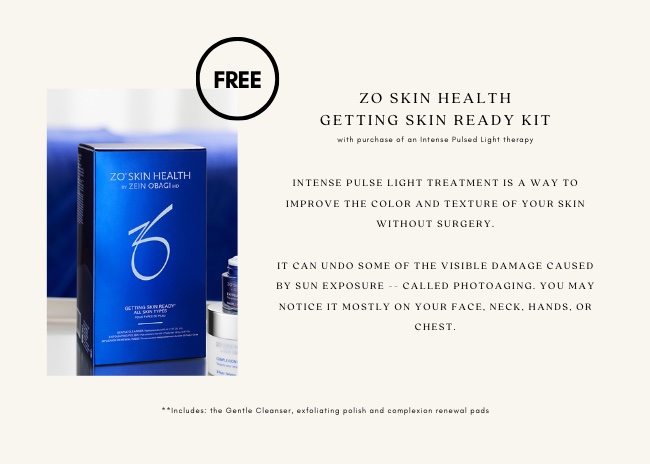 FREE
ZO SKIN HEALTH
GETTING SKIN READY KIT
with purchase of an Intense Pulsed Light therapy
INTENSE PULSE LIGHT TREATMENT IS A WAY TO
IMPROVE THE COLOR AND TEXTURE OF YOUR SKIN
WITHOUT SURGERY.
IT CAN UNDO SOME OF THE VISIBLE DAMAGE CAUSED
BY SUN EXPOSURE -- CALLED PHOTOAGING. YOU MAY
NOTICE IT MOSTLY ON YOUR FACE, NECK, HANDS, OR
CHEST.
ZO® SKIN HEALTH
BY ZEIN OBAGI MD
GETTING SKIN READY®
ALL SKIN TYPES
**Includes: the Gentle Cleanser, exfoliating polish and complexion renewal pads